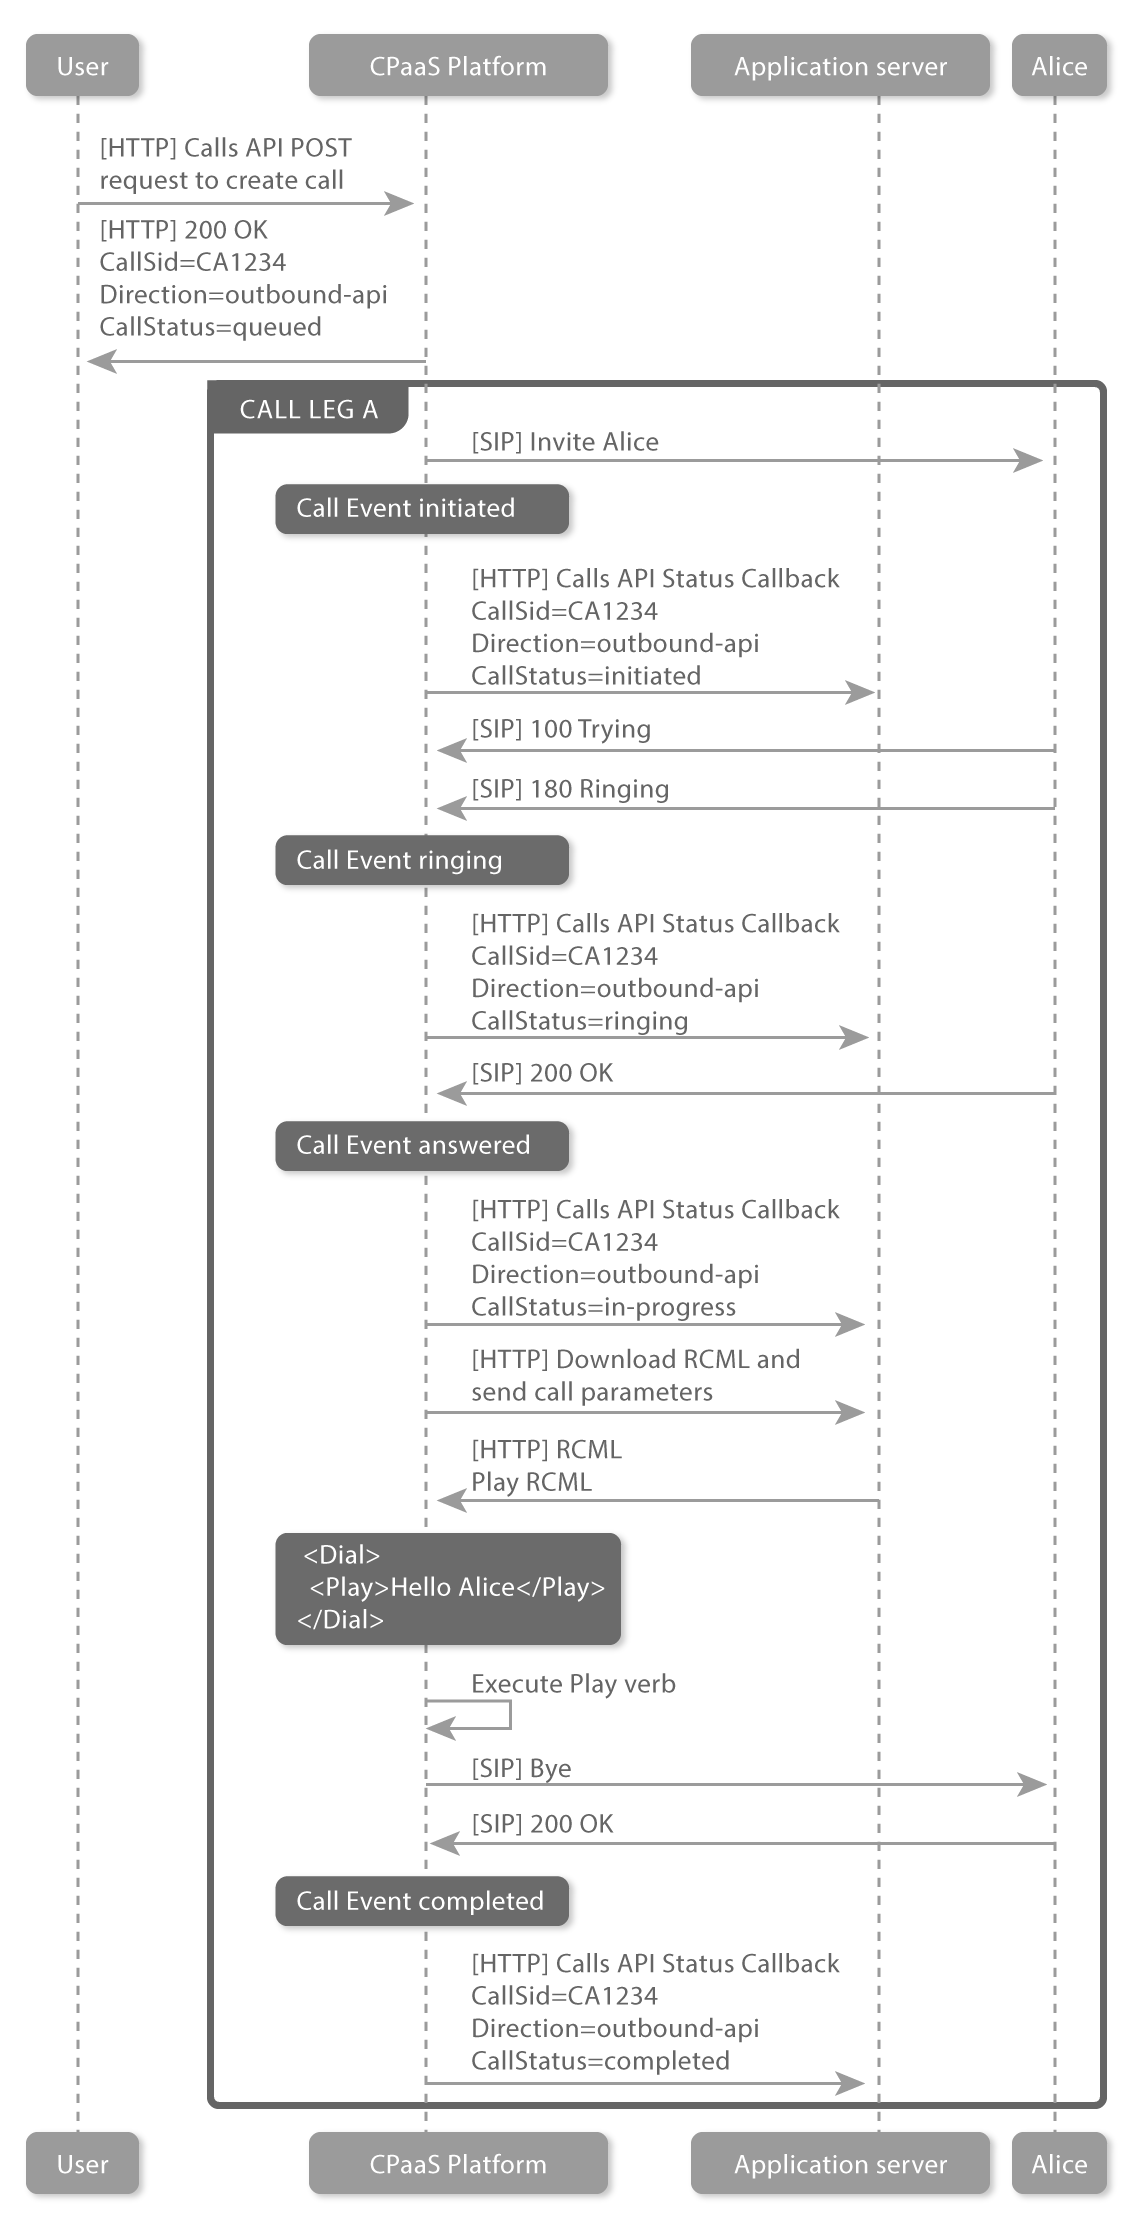 User
CPaaS Platform
Application server
Alice
[HTTP] Calls API POST
request to create call
[HTTP] 200 OK
CallSid=CA1234
Direction=outbound-api
CallStatus=queued
CALL LEG A
[SIP] Invite Alice
Call Event initiated
[HTTP] Calls API Status Callback
CallSid=CA1234
Direction=outbound-api
CallStatus=initiated
[SIP] 100 Trying
[SIP] 180 Ringing
Call Event ringing
[HTTP] Calls API Status Callback
CallSid=CA1234
Direction=outbound-api
CallStatus=ringing
[SIP] 200 OK
Call Event answered
[HTTP] Calls API Status Callback
CallSid=CA1234
Direction=outbound-api
CallStatus=in-progress
[HTTP] Download RCML and
send call parameters
[HTTP] RCML
Play RCML
<Dial>
<Play>Hello Alice</Play>
</Dial>
Execute Play verb
[SIP] Bye
[SIP] 200 OK
Call Event completed
[HTTP] Calls API Status Callback
CallSid=CA1234
Direction=outbound-api
CallStatus=completed
User
CPaaS Platform
Application server
Alice